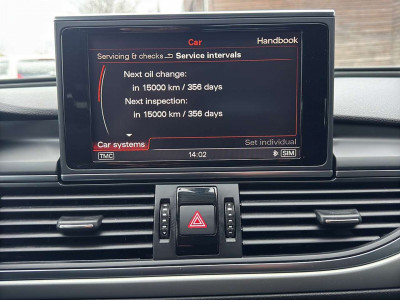 Car
Handbook
Servicing & checks Service intervals
Next oil change:
in 15000 km / 356 days
Next inspection:
in 15000 km / 356 days
Car systems
Set individual
TMC
14:02
SIM